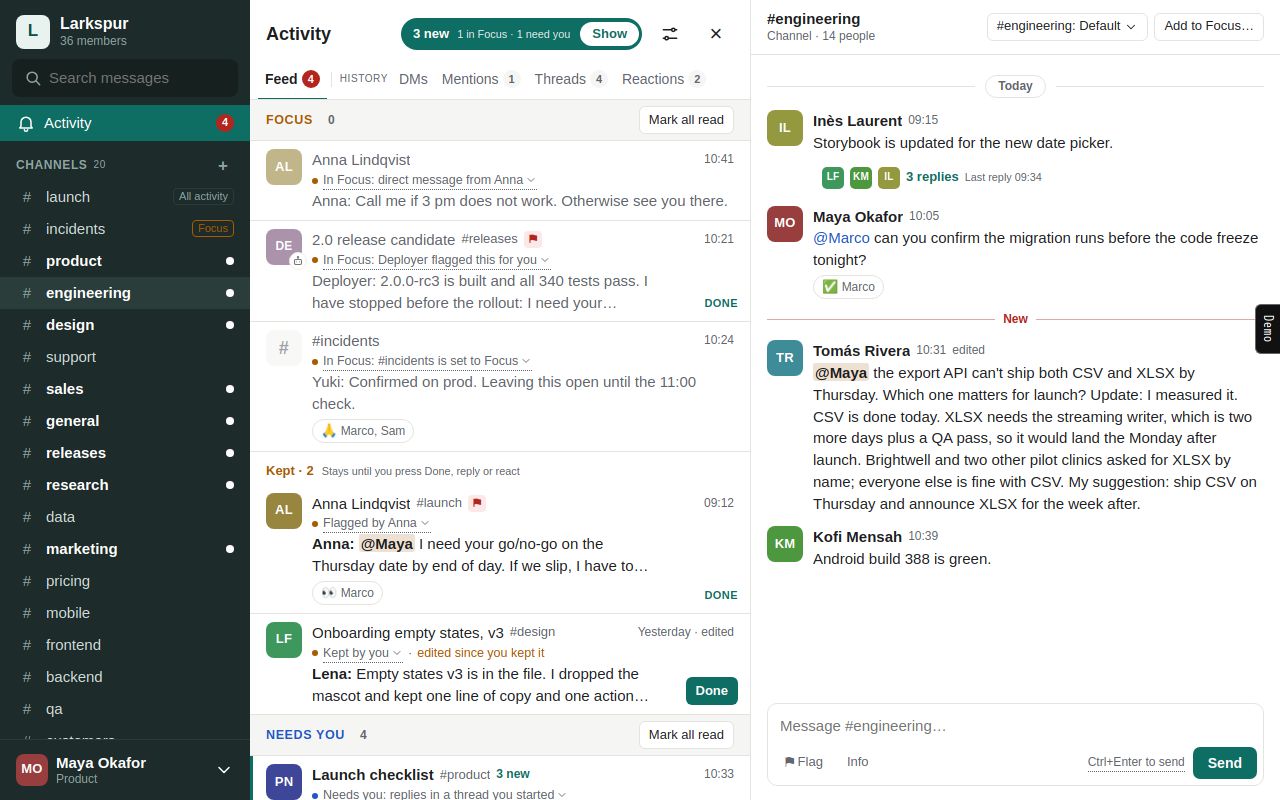 L
Larkspur
36 members
Search messages
Activity
4
CHANNELS 20
+
# launch
All activity
# incidents
Focus
# product
# engineering
# design
# support
# sales
# general
# releases
# research
# data
# marketing
# pricing
# mobile
# frontend
# backend
# qa
# customers
MO
Maya Okafor
Product
Activity
3 new 1 in Focus · 1 need you Show
Feed 4
HISTORY
DMs
Mentions 1
Threads 4
Reactions 2
FOCUS 0
Mark all read
AL
Anna Lindqvist
10:41
In Focus: direct message from Anna
Anna: Call me if 3 pm does not work. Otherwise see you there.
DE
2.0 release candidate #releases
10:21
In Focus: Deployer flagged this for you
Deployer: 2.0.0-rc3 is built and all 340 tests pass. I
have stopped before the rollout: I need your…
DONE
#
#incidents
10:24
In Focus: #incidents is set to Focus
Yuki: Confirmed on prod. Leaving this open until the 11:00
check.
🙏 Marco, Sam
Kept · 2 Stays until you press Done, reply or react
AL
Anna Lindqvist #launch
09:12
Flagged by Anna
Anna: @Maya I need your go/no-go on the
Thursday date by end of day. If we slip, I have to…
👀 Marco
DONE
LF
Onboarding empty states, v3 #design
Yesterday · edited
Kept by you · edited since you kept it
Lena: Empty states v3 is in the file. I dropped the
mascot and kept one line of copy and one action…
Done
NEEDS YOU 4
Mark all read
PN
Launch checklist #product 3 new
10:33
Needs you: replies in a thread you started
#engineering
Channel · 14 people
#engineering: Default
Add to Focus…
Today
IL
Inès Laurent 09:15
Storybook is updated for the new date picker.
LF KM IL 3 replies Last reply 09:34
MO
Maya Okafor 10:05
@Marco can you confirm the migration runs before the code freeze
tonight?
✅ Marco
New
Demo
TR
Tomás Rivera 10:31 edited
@Maya the export API can't ship both CSV and XLSX by
Thursday. Which one matters for launch? Update: I measured it.
CSV is done today. XLSX needs the streaming writer, which is two
more days plus a QA pass, so it would land the Monday after
launch. Brightwell and two other pilot clinics asked for XLSX by
name; everyone else is fine with CSV. My suggestion: ship CSV on
Thursday and announce XLSX for the week after.
KM
Kofi Mensah 10:39
Android build 388 is green.
Message #engineering…
Flag
Info
Ctrl+Enter to send
Send